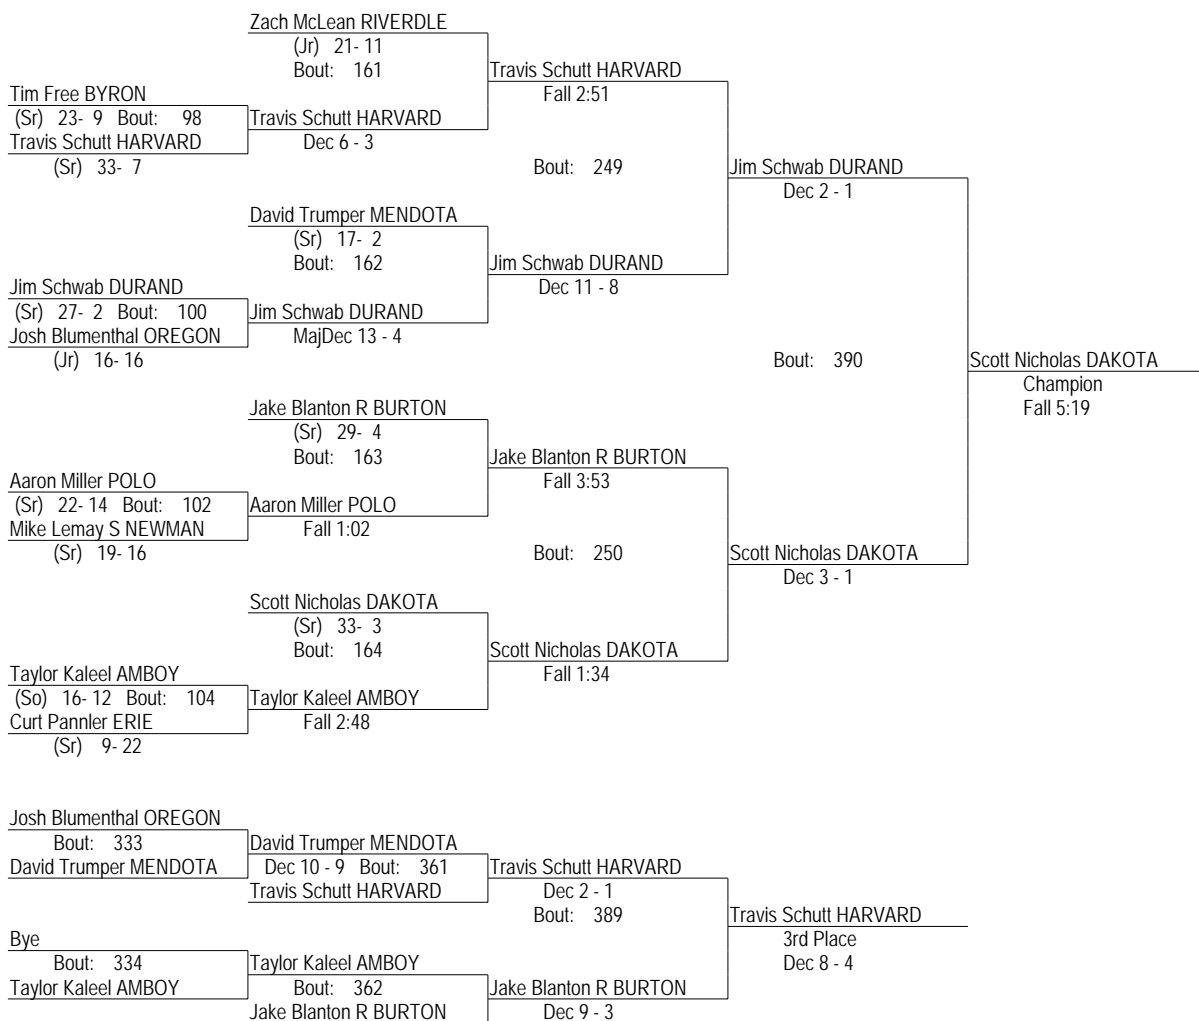 Zach McLean RIVERDLE
(Jr) 21- 11
Bout: 161
Travis Schutt HARVARD
Fall 2:51
Tim Free BYRON
(Sr) 23- 9 Bout: 98
Travis Schutt HARVARD
(Sr) 33- 7
Travis Schutt HARVARD
Dec 6 - 3
Bout: 249
Jim Schwab DURAND
Dec 2 - 1
David Trumper MENDOTA
(Sr) 17- 2
Bout: 162
Jim Schwab DURAND
Dec 11 - 8
Jim Schwab DURAND
(Sr) 27- 2 Bout: 100
Josh Blumenthal OREGON
(Jr) 16- 16
Jim Schwab DURAND
MajDec 13 - 4
Bout: 390
Scott Nicholas DAKOTA
Champion
Fall 5:19
Jake Blanton R BURTON
(Sr) 29- 4
Bout: 163
Jake Blanton R BURTON
Fall 3:53
Aaron Miller POLO
(Sr) 22- 14 Bout: 102
Mike Lemay S NEWMAN
(Sr) 19- 16
Aaron Miller POLO
Fall 1:02
Bout: 250
Scott Nicholas DAKOTA
Dec 3 - 1
Scott Nicholas DAKOTA
(Sr) 33- 3
Bout: 164
Scott Nicholas DAKOTA
Fall 1:34
Taylor Kaleel AMBOY
(So) 16- 12 Bout: 104
Curt Pannler ERIE
(Sr) 9- 22
Taylor Kaleel AMBOY
Fall 2:48
Josh Blumenthal OREGON
Bout: 333
David Trumper MENDOTA
David Trumper MENDOTA
Dec 10 - 9 Bout: 361
Travis Schutt HARVARD
Travis Schutt HARVARD
Dec 2 - 1
Bout: 389
Travis Schutt HARVARD
3rd Place
Dec 8 - 4
Bye
Bout: 334
Taylor Kaleel AMBOY
Taylor Kaleel AMBOY
Bout: 362
Jake Blanton R BURTON
Jake Blanton R BURTON
Dec 9 - 3